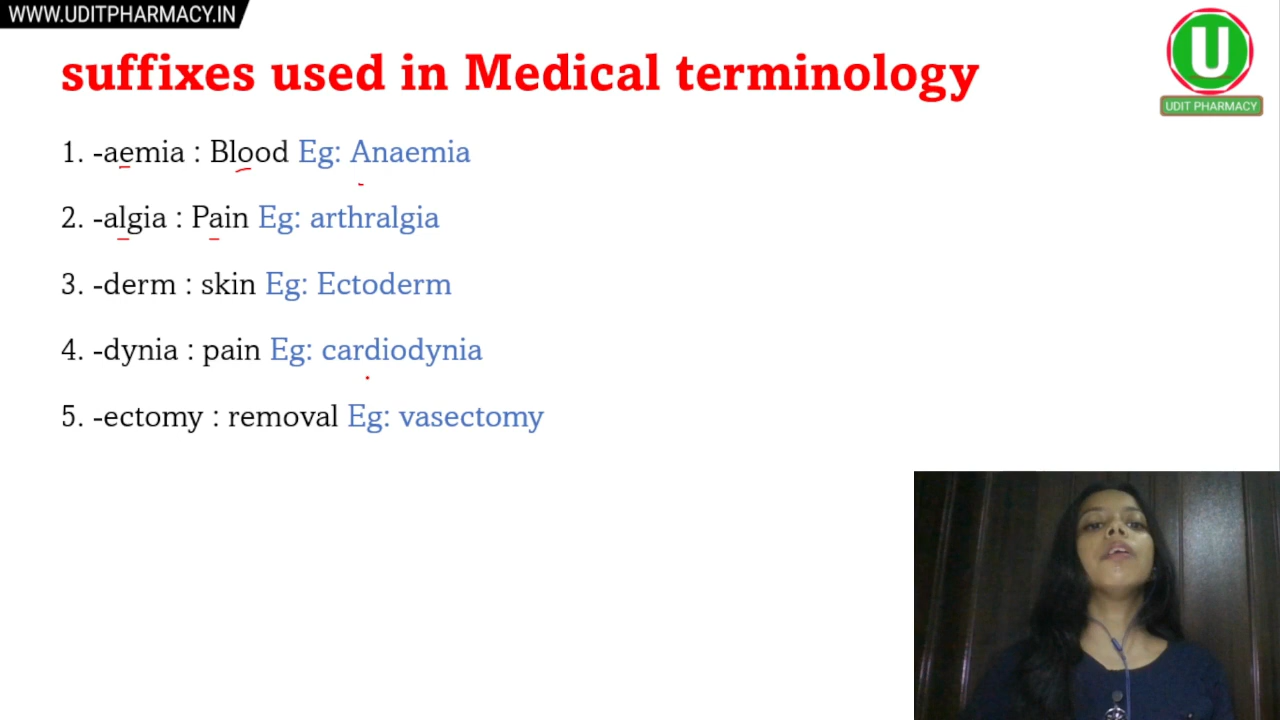 WWW.UDITPHARMACY.IN
suffixes used in Medical terminology
U
UDIT PHARMACY
1. -aemia : Blood Eg: Anaemia
2. -algia : Pain Eg: arthralgia
3. -derm : skin Eg: Ectoderm
4. -dynia : pain Eg: cardiodynia
5. -ectomy : removal Eg: vasectomy